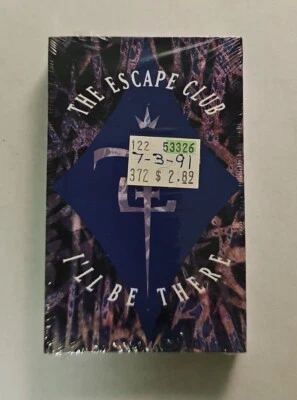 THE ESCAPE CLUB
122 53326
7-3-91
372 $ 2.82
I'LL BE THERE